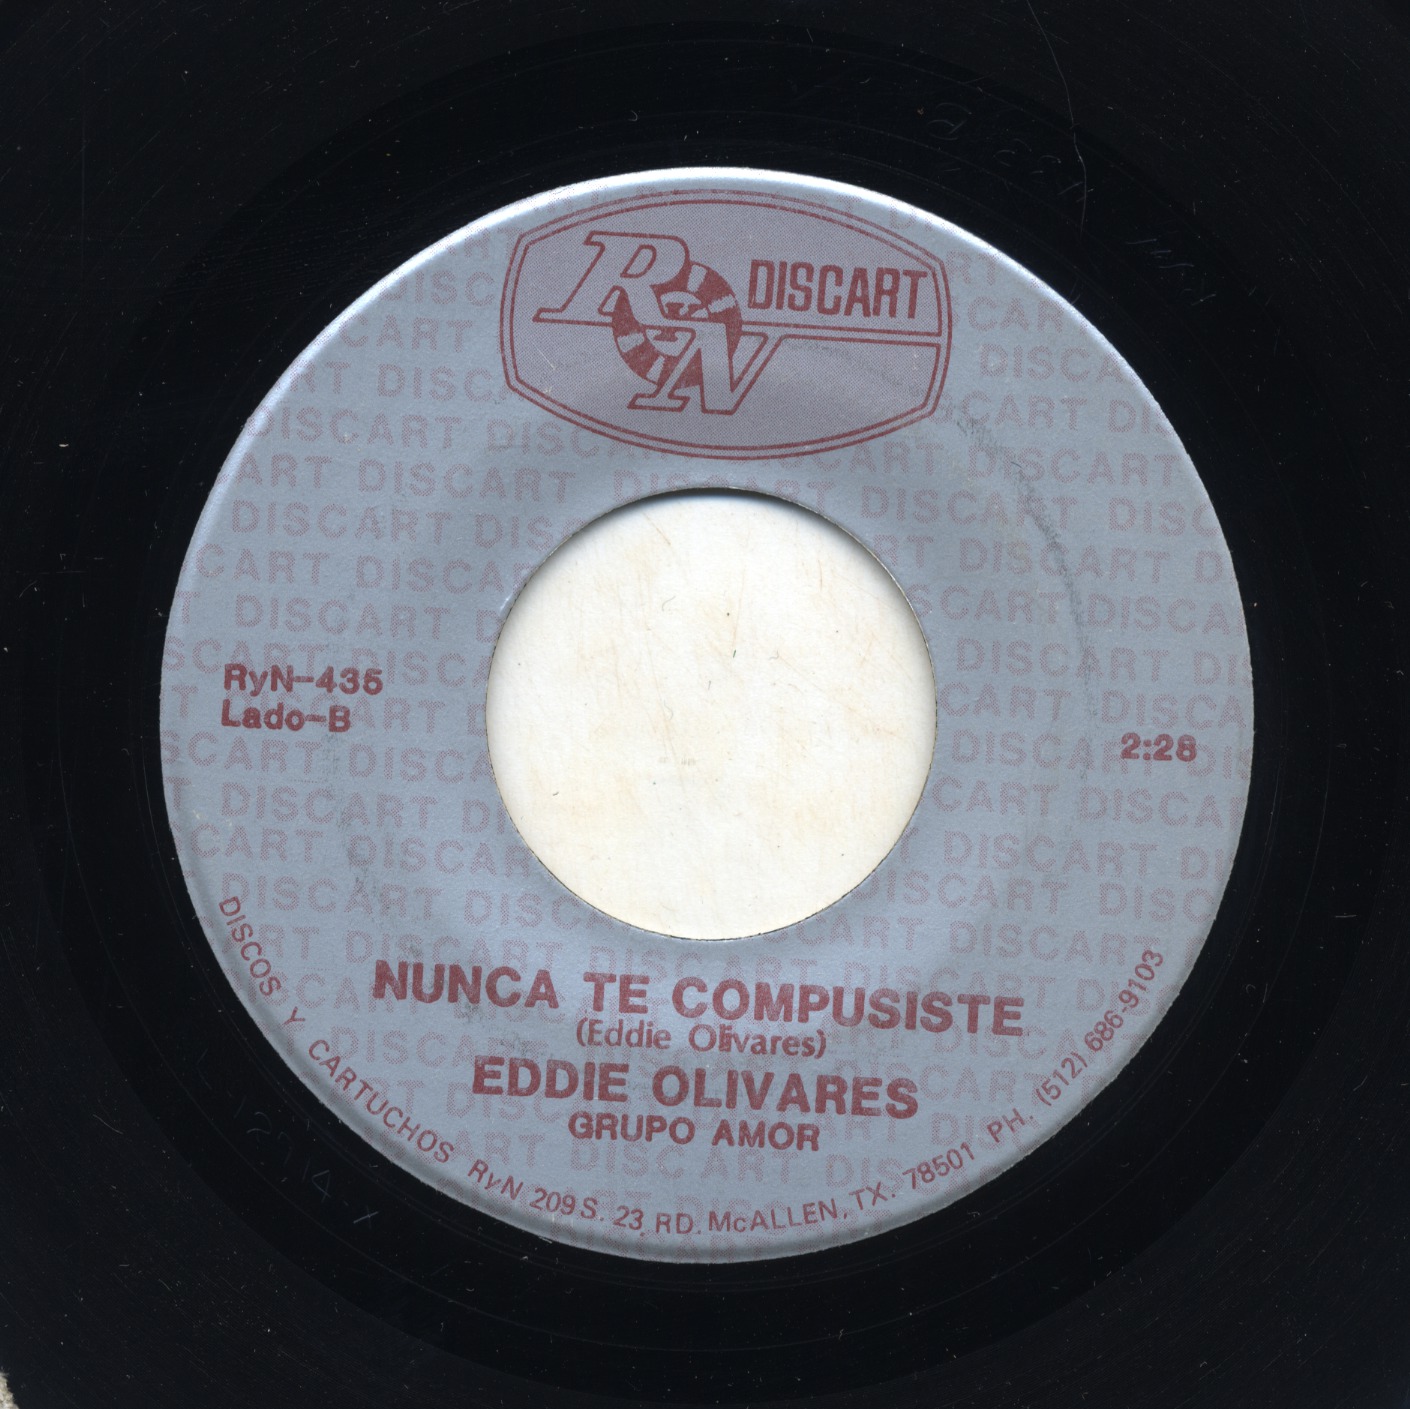 RyN DISCART
RyN-435
Lado-B
2:28
NUNCA TE COMPUSISTE
(Eddie Olivares)
EDDIE OLIVARES
GRUPO AMOR
DISCOS Y CARTUCHOS RyN 209 S. 23 RD. McALLEN, TX. 78501 PH. (512) 686-9103